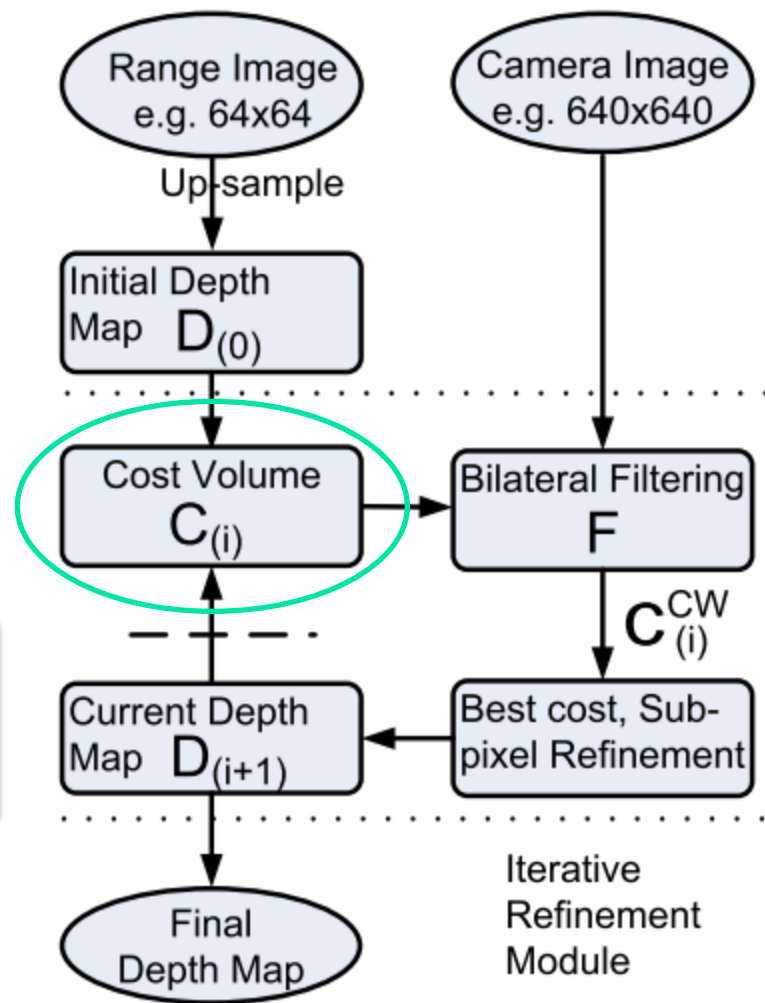 Range Image
e.g. 64x64
Camera Image
e.g. 640x640
Up-sample
Initial Depth
Map D(0)
Cost Volume
C(i)
Bilateral Filtering
F
C(i)CW
Current Depth
Map D(i+1)
Best cost, Sub-
pixel Refinement
Final
Depth Map
Iterative
Refinement
Module